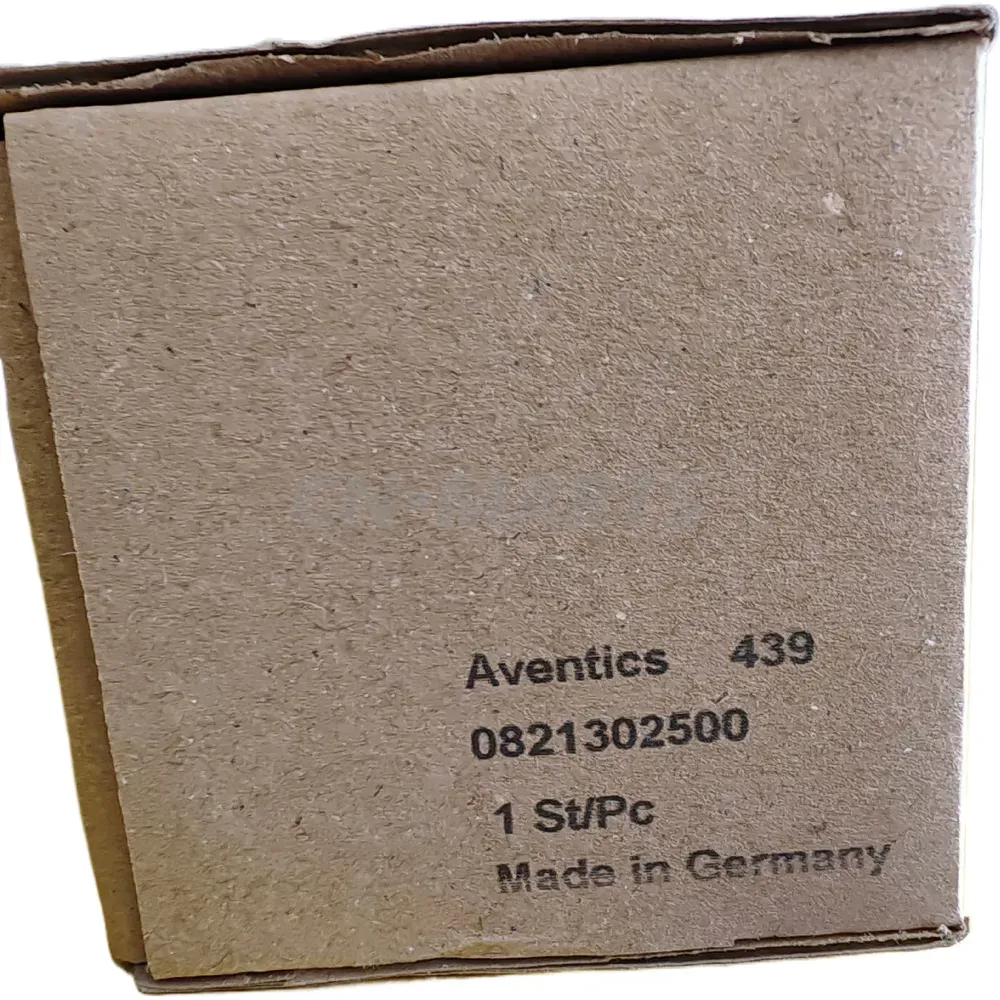 Aventics 439
0821302500
1 St/Pc
Made in Germany